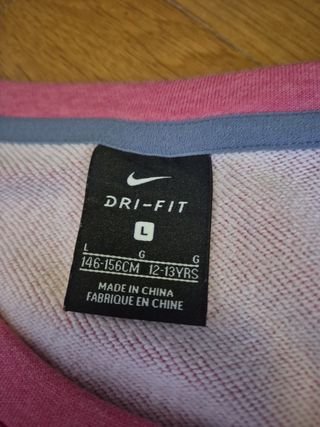 DRI-FIT
L
L G G
146-156CM 12-13YRS
MADE IN CHINA
FABRIQUE EN CHINE